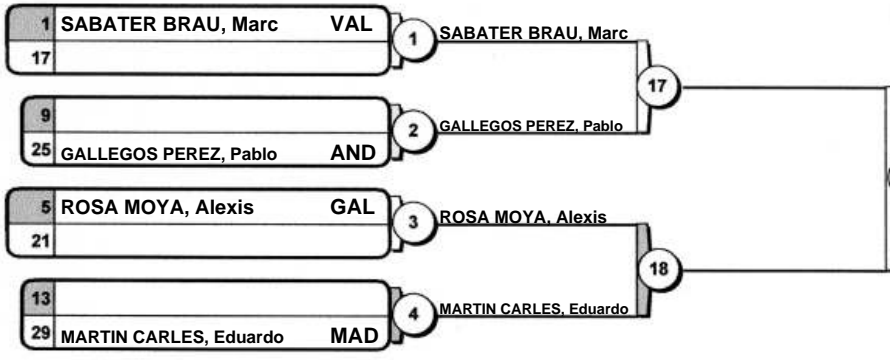 1 SABATER BRAU, Marc VAL
17
1
SABATER BRAU, Marc
17
9
25 GALLEGOS PEREZ, Pablo AND
2
GALLEGOS PEREZ, Pablo
5 ROSA MOYA, Alexis GAL
21
3
ROSA MOYA, Alexis
18
13
29 MARTIN CARLES, Eduardo MAD
4
MARTIN CARLES, Eduardo